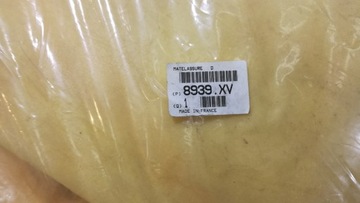 MATELASSURE D
(P) 8939.XV
(Q) 1
MADE IN FRANCE